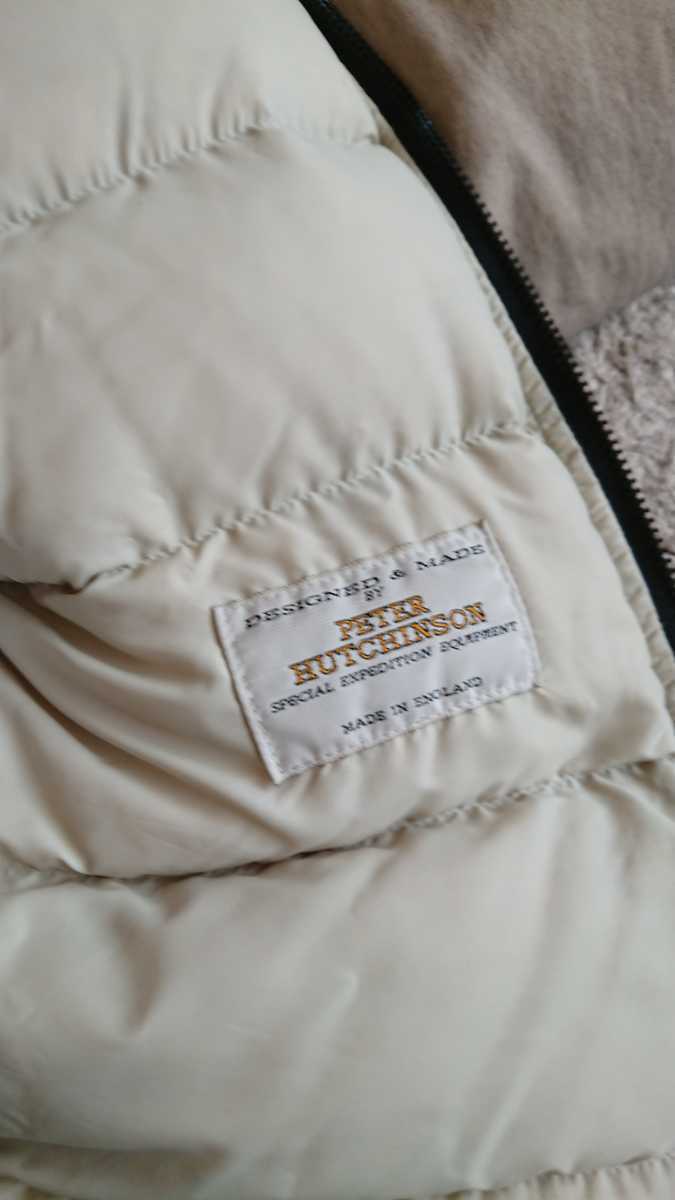 DESIGNED & MADE
BY
PETER
HUTCHINSON
SPECIAL EXPEDITION EQUIPMENT
MADE IN ENGLAND